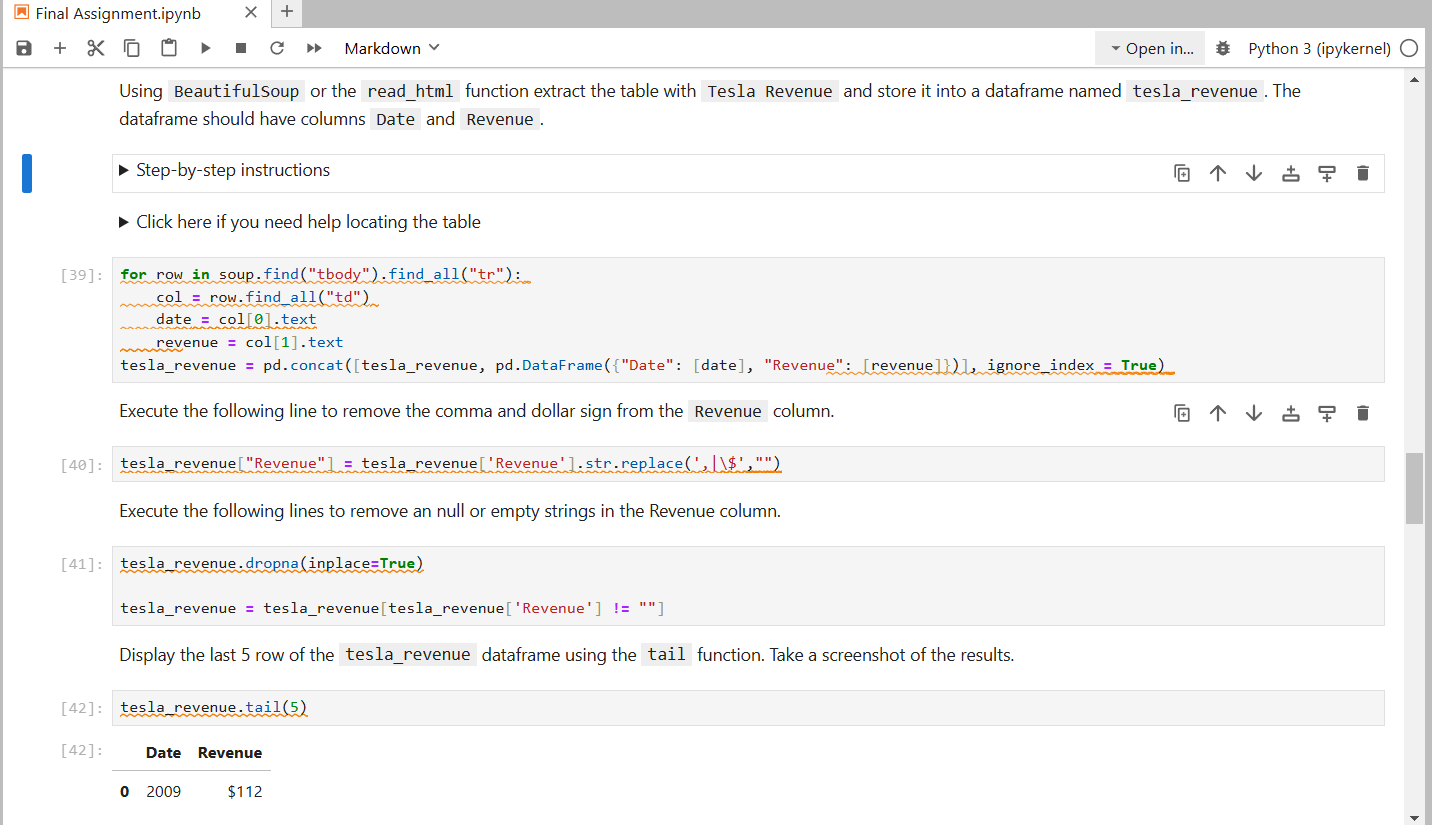 Final Assignment.ipynb
Markdown
Open in...
Python 3 (ipykernel)
Using BeautifulSoup or the read_html function extract the table with Tesla Revenue and store it into a dataframe named tesla_revenue. The
dataframe should have columns Date and Revenue.
Step-by-step instructions
Click here if you need help locating the table
[39]:
for row in soup.find("tbody").find_all("tr"):
    col = row.find_all("td")
    date = col[0].text
    revenue = col[1].text
tesla_revenue = pd.concat([tesla_revenue, pd.DataFrame({"Date": [date], "Revenue": [revenue]})], ignore_index = True)
Execute the following line to remove the comma and dollar sign from the Revenue column.
[40]:
tesla_revenue["Revenue"] = tesla_revenue['Revenue'].str.replace(',|\$',"")
Execute the following lines to remove an null or empty strings in the Revenue column.
[41]:
tesla_revenue.dropna(inplace=True)
tesla_revenue = tesla_revenue[tesla_revenue['Revenue'] != ""]
Display the last 5 row of the tesla_revenue dataframe using the tail function. Take a screenshot of the results.
[42]:
tesla_revenue.tail(5)
[42]:
Date Revenue
0 2009 $112